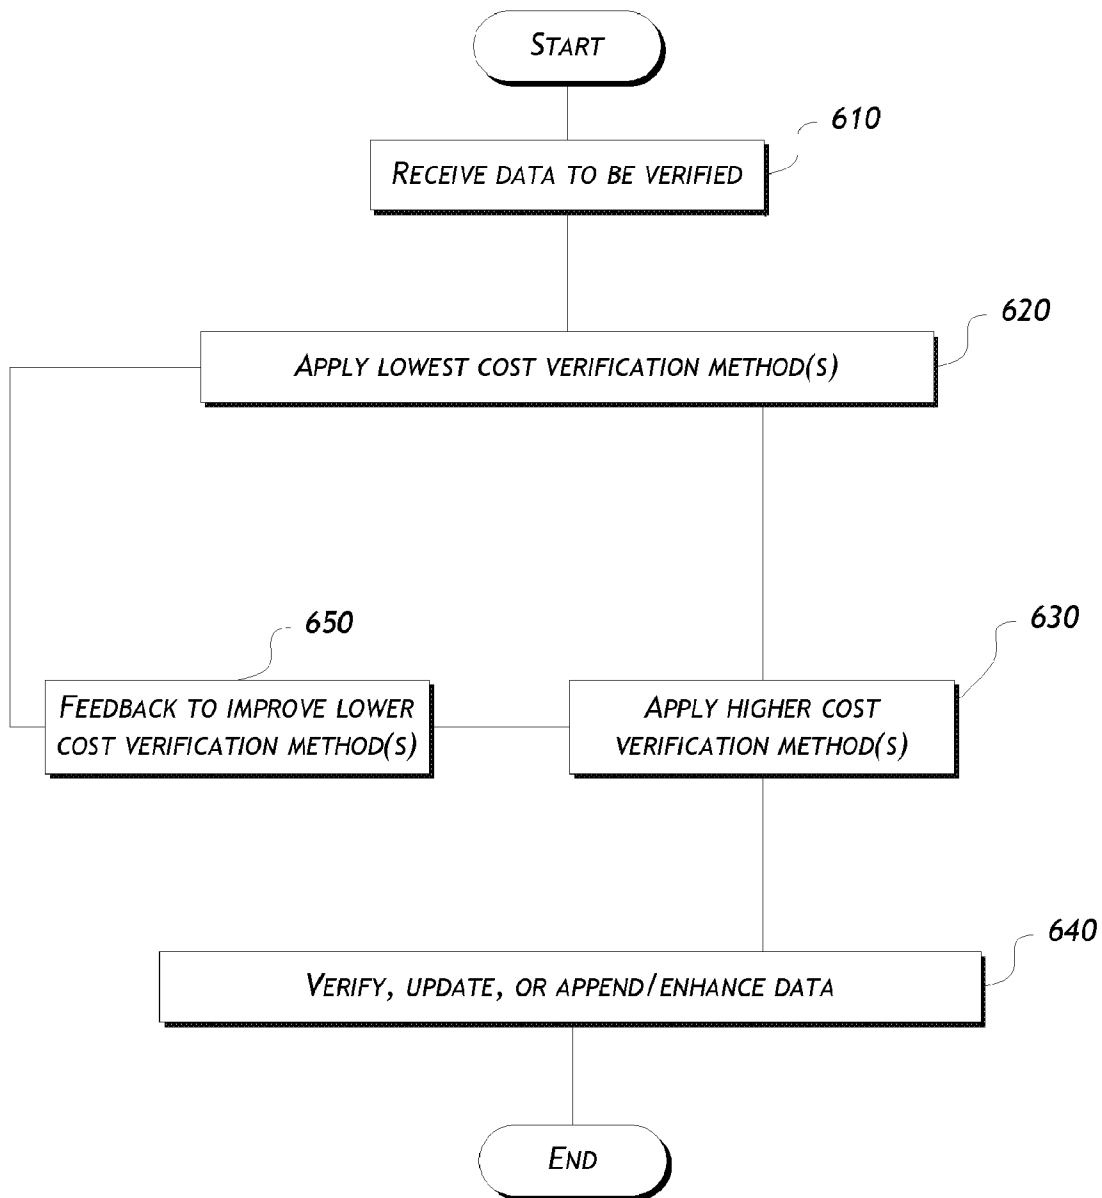 START
610
RECEIVE DATA TO BE VERIFIED
620
APPLY LOWEST COST VERIFICATION METHOD(S)
650
630
FEEDBACK TO IMPROVE LOWER
COST VERIFICATION METHOD(S)
APPLY HIGHER COST
VERIFICATION METHOD(S)
640
VERIFY, UPDATE, OR APPEND/ENHANCE DATA
END